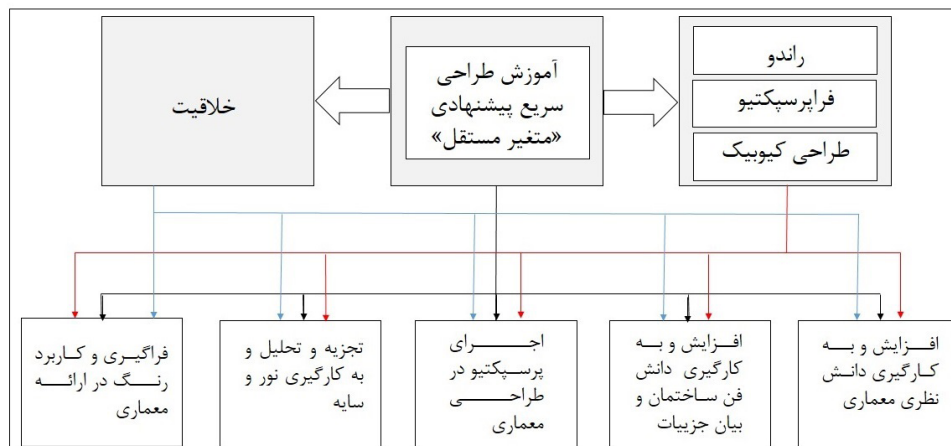 راندو
فراپرسپکتیو
طراحی کیوبیک
آموزش طراحی
سریع پیشنهادی
«متغیر مستقل»
خلاقیت
افزایش و به
کارگیری دانش
نظری معماری
افزایش و به
کارگیری دانش
فن ساختمان و
بیان جزییات
اجرای
پرسپکتیو در
طراحی
معماری
تجزیه و تحلیل و
به کارگیری نور و
سایه
فراگیری و کاربرد
رنگ در ارائه
معماری